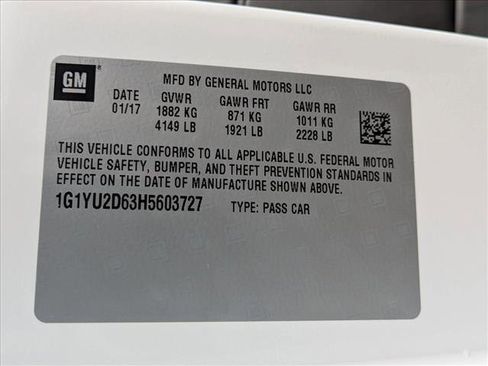 GM
MFD BY GENERAL MOTORS LLC
DATE GVWR GAWR FRT GAWR RR
01/17 1882 KG 871 KG 1011 KG
4149 LB 1921 LB 2228 LB
THIS VEHICLE CONFORMS TO ALL APPLICABLE U.S. FEDERAL MOTOR
VEHICLE SAFETY, BUMPER, AND THEFT PREVENTION STANDARDS IN
EFFECT ON THE DATE OF MANUFACTURE SHOWN ABOVE.
1G1YU2D63H5603727 TYPE: PASS CAR